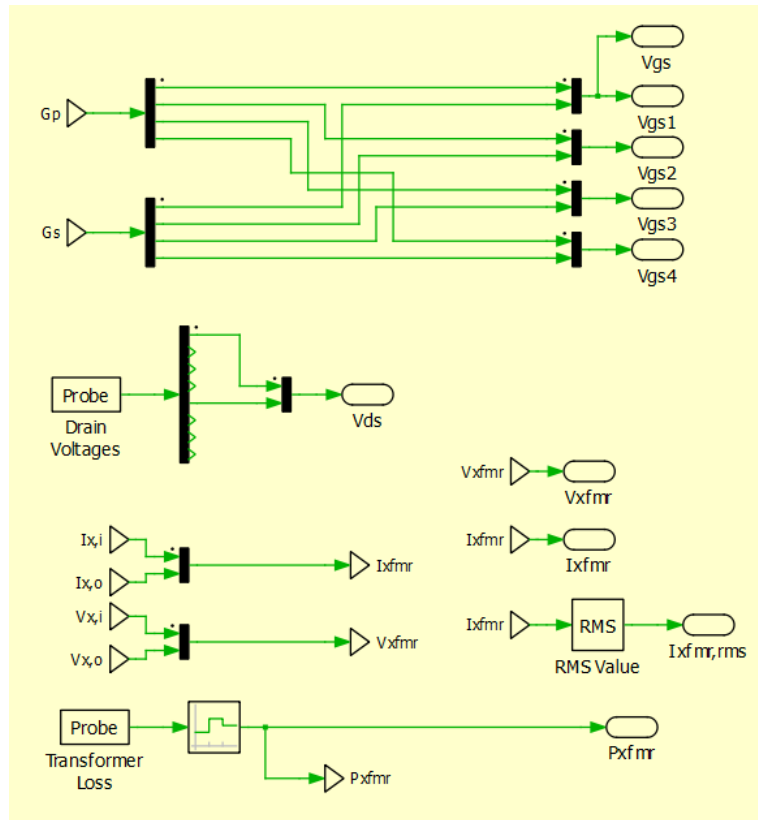 Vgs
Gp
Vgs1
Vgs2
Vgs3
Gs
Vgs4
Probe
Drain
Voltages
Vds
Vxfmr
Vxfmr
Ix,i
Ixfmr
Ixfmr
Ixfmr
Ix,o
Vx,i
Ixfmr
RMS
Ixfmr,rms
RMS Value
Vxfmr
Vx,o
Probe
Transformer
Loss
Pxfmr
Pxfmr